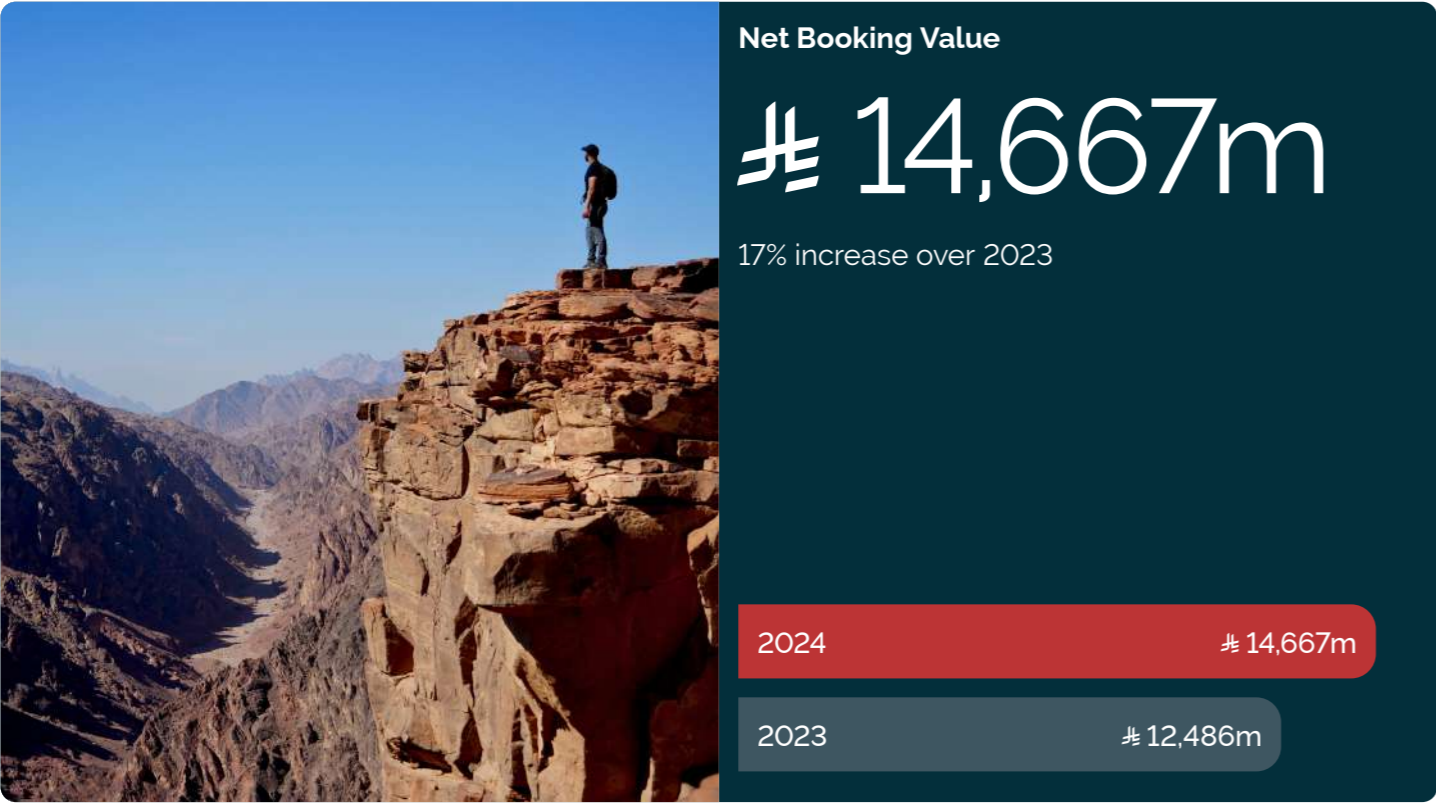 Net Booking Value
⃁ 14,667m
17% increase over 2023
2024 ⃁ 14,667m
2023 ⃁ 12,486m